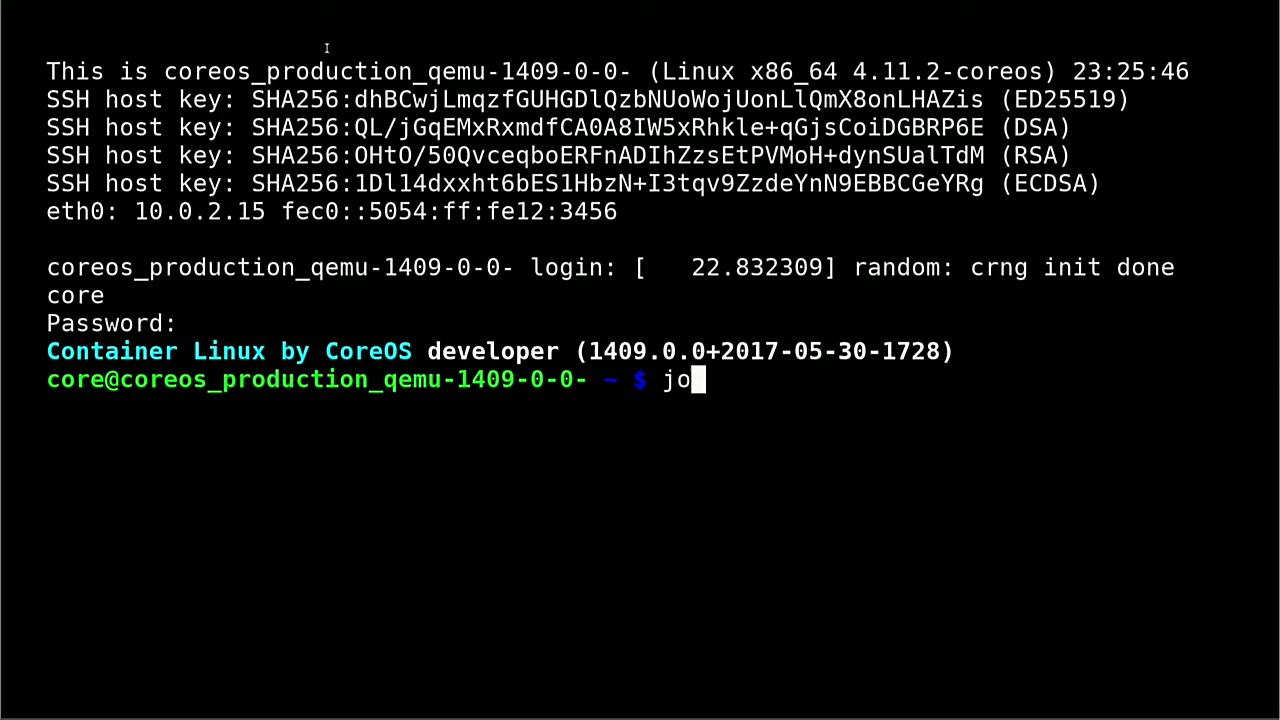 This is coreos_production_qemu-1409-0-0- (Linux x86_64 4.11.2-coreos) 23:25:46
SSH host key: SHA256:dhBCwjLmqzfGUHGDlQzbNUoWojUonLlQmX8onLHAZis (ED25519)
SSH host key: SHA256:QL/jGqEMxRxmdfCA0A8IW5xRhkle+qGjsCoiDGBRP6E (DSA)
SSH host key: SHA256:OHtO/50QvceqboERFnADIhZzsEtPVMoH+dynSUalTdM (RSA)
SSH host key: SHA256:1Dl14dxxht6bES1HbzN+I3tqv9ZzdeYnN9EBBCGeYRg (ECDSA)
eth0: 10.0.2.15 fec0::5054:ff:fe12:3456
coreos_production_qemu-1409-0-0- login: [   22.832309] random: crng init done
core
Password:
Container Linux by CoreOS developer (1409.0.0+2017-05-30-1728)
core@coreos_production_qemu-1409-0-0- ~ $ jo